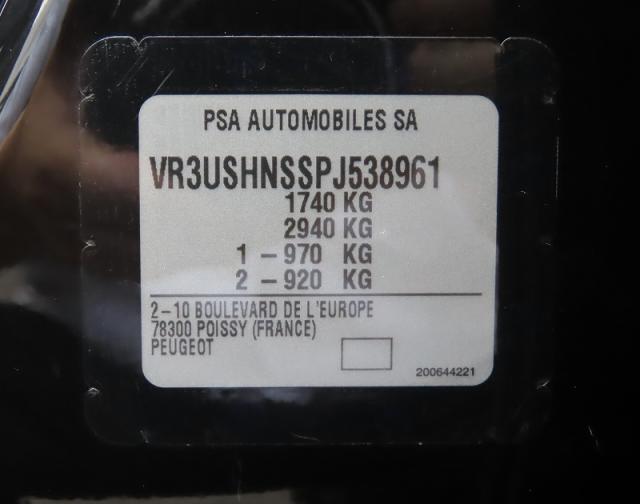 PSA AUTOMOBILES SA
VR3USHNSSPJ538961
1740 KG
2940 KG
1 – 970 KG
2 – 920 KG
2–10 BOULEVARD DE L'EUROPE
78300 POISSY (FRANCE)
PEUGEOT
200644221